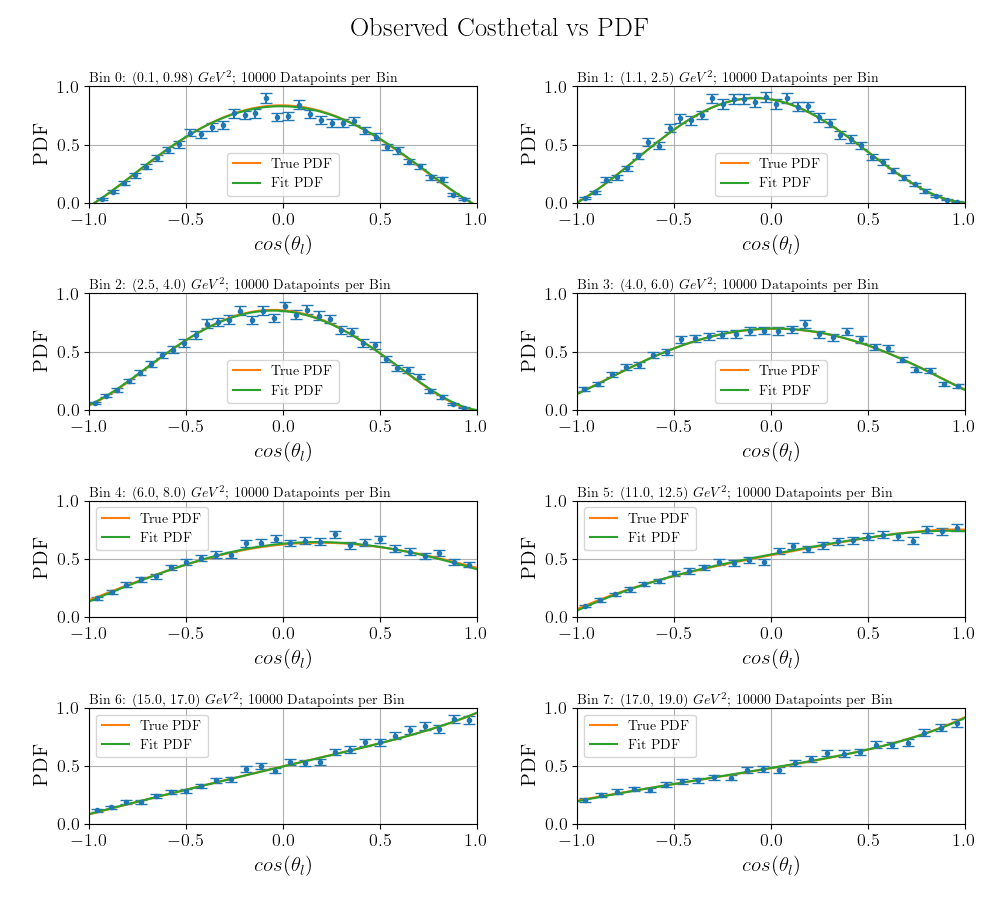 Observed Costhetal vs PDF
Bin 0: (0.1, 0.98) GeV²; 10000 Datapoints per Bin
1.0
0.5
0.0
PDF
True PDF
Fit PDF
−1.0 −0.5 0.0 0.5 1.0
cos(θₗ)
Bin 1: (1.1, 2.5) GeV²; 10000 Datapoints per Bin
1.0
0.5
0.0
PDF
True PDF
Fit PDF
−1.0 −0.5 0.0 0.5 1.0
cos(θₗ)
Bin 2: (2.5, 4.0) GeV²; 10000 Datapoints per Bin
1.0
0.5
0.0
PDF
True PDF
Fit PDF
−1.0 −0.5 0.0 0.5 1.0
cos(θₗ)
Bin 3: (4.0, 6.0) GeV²; 10000 Datapoints per Bin
1.0
0.5
0.0
PDF
True PDF
Fit PDF
−1.0 −0.5 0.0 0.5 1.0
cos(θₗ)
Bin 4: (6.0, 8.0) GeV²; 10000 Datapoints per Bin
1.0
0.5
0.0
PDF
True PDF
Fit PDF
−1.0 −0.5 0.0 0.5 1.0
cos(θₗ)
Bin 5: (11.0, 12.5) GeV²; 10000 Datapoints per Bin
1.0
0.5
0.0
PDF
True PDF
Fit PDF
−1.0 −0.5 0.0 0.5 1.0
cos(θₗ)
Bin 6: (15.0, 17.0) GeV²; 10000 Datapoints per Bin
1.0
0.5
0.0
PDF
True PDF
Fit PDF
−1.0 −0.5 0.0 0.5 1.0
cos(θₗ)
Bin 7: (17.0, 19.0) GeV²; 10000 Datapoints per Bin
1.0
0.5
0.0
PDF
True PDF
Fit PDF
−1.0 −0.5 0.0 0.5 1.0
cos(θₗ)